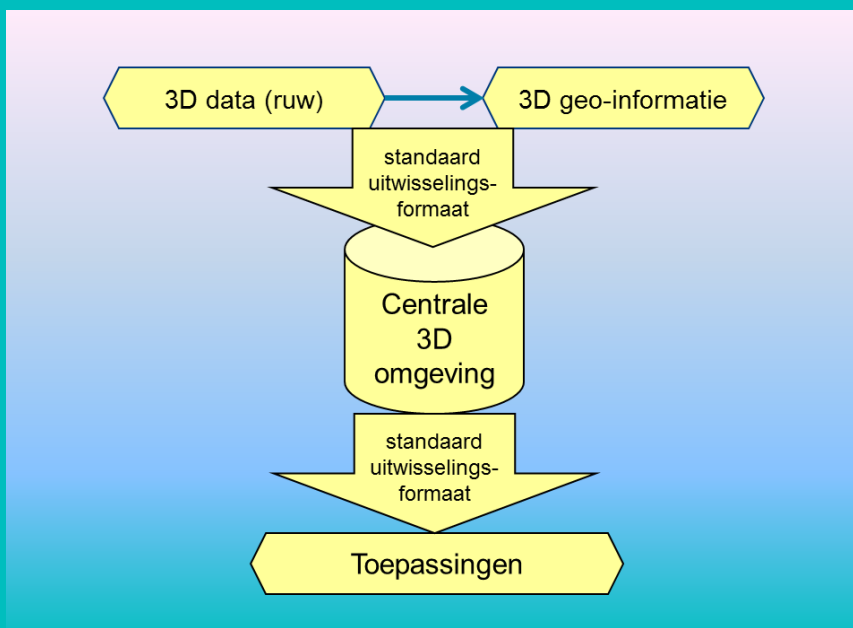 3D data (ruw)
3D geo-informatie
standaard
uitwisselings-
formaat
Centrale
3D
omgeving
standaard
uitwisselings-
formaat
Toepassingen